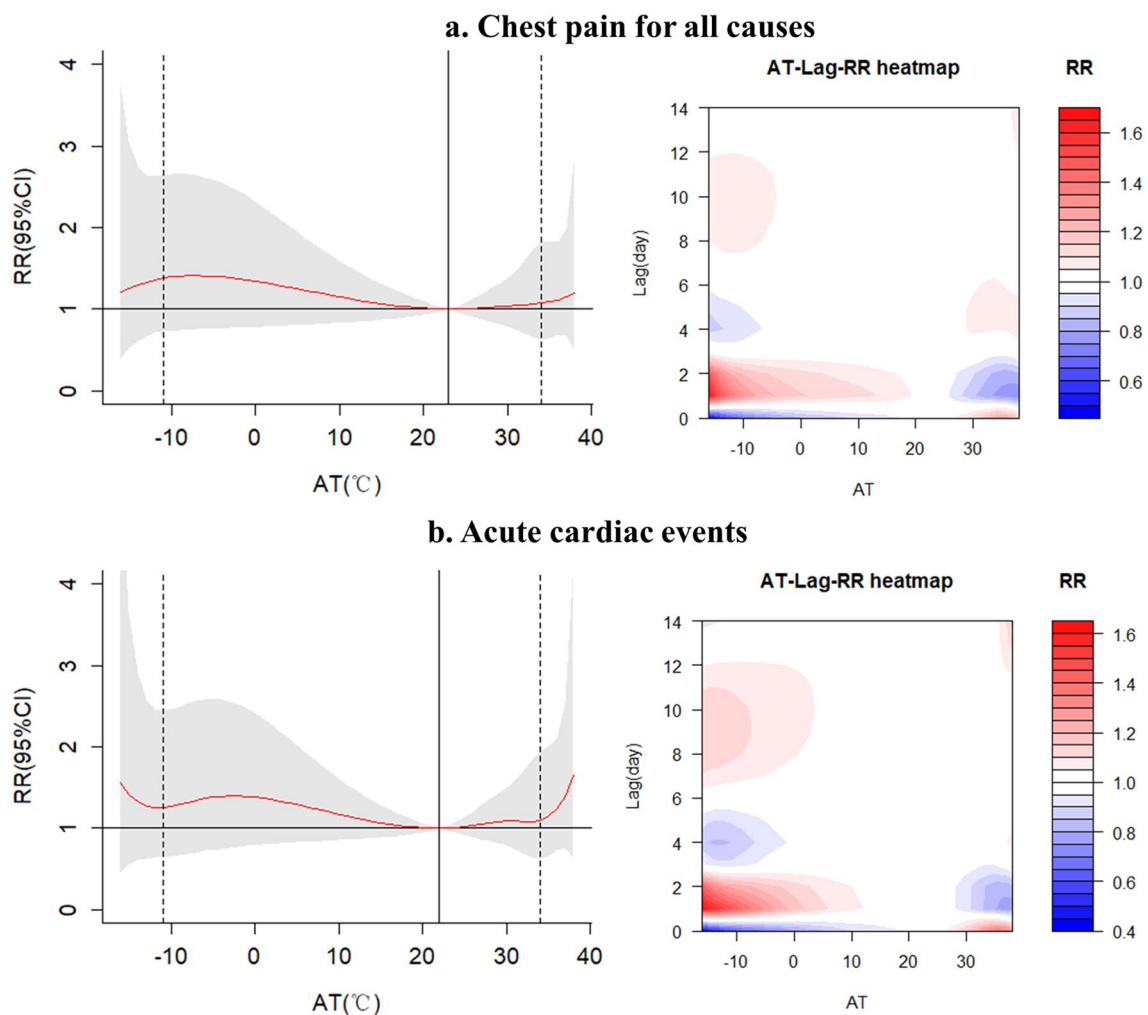 a. Chest pain for all causes
RR(95%CI)
4
3
2
1
0
-10 0 10 20 30 40
AT(℃)
AT-Lag-RR heatmap
RR
Lag(day)
14
12
10
8
6
4
2
0
-10 0 10 20 30
AT
1.6
1.4
1.2
1.0
0.8
0.6
b. Acute cardiac events
RR(95%CI)
4
3
2
1
0
-10 0 10 20 30 40
AT(℃)
AT-Lag-RR heatmap
RR
Lag(day)
14
12
10
8
6
4
2
0
-10 0 10 20 30
AT
1.6
1.4
1.2
1.0
0.8
0.6
0.4